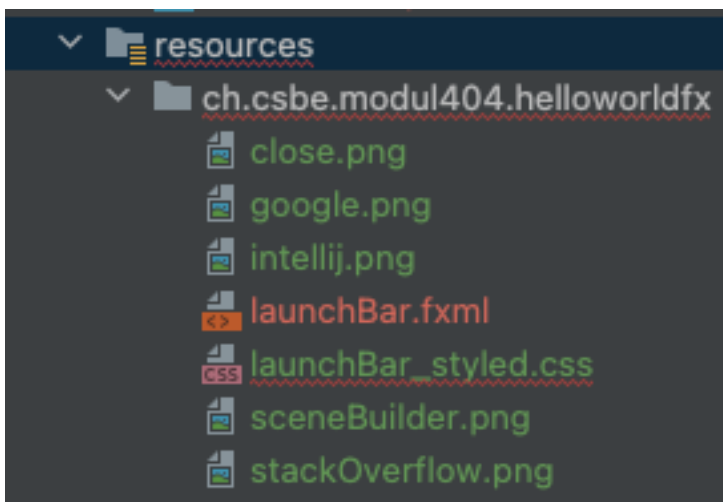 resources
ch.csbe.modul404.helloworldfx
close.png
google.png
intellij.png
<> launchBar.fxml
CSS launchBar_styled.css
sceneBuilder.png
stackOverflow.png